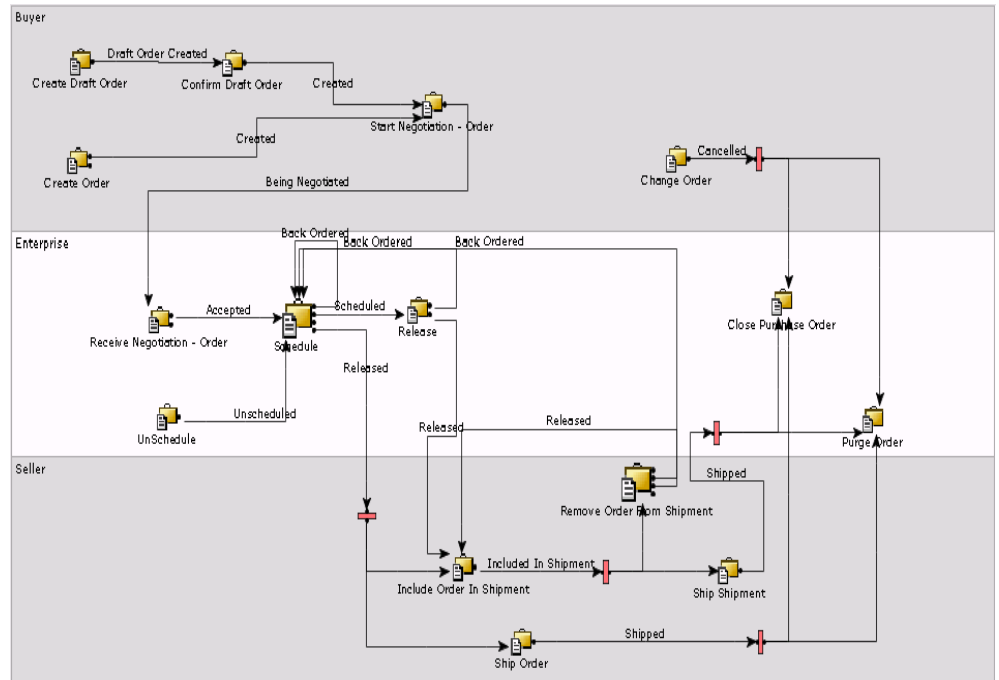 Buyer
Draft Order Created
Create Draft Order
Confirm Draft Order
Created
Start Negotiation - Order
Created
Create Order
Cancelled
Change Order
Being Negotiated
Enterprise
Back Ordered
Back Ordered
Back Ordered
Accepted
Scheduled
Receive Negotiation - Order
Schedule
Release
Close Purchase Order
Released
Unscheduled
UnSchedule
Released
Released
Purge Order
Seller
Shipped
Remove Order From Shipment
Included In Shipment
Include Order In Shipment
Ship Shipment
Shipped
Ship Order